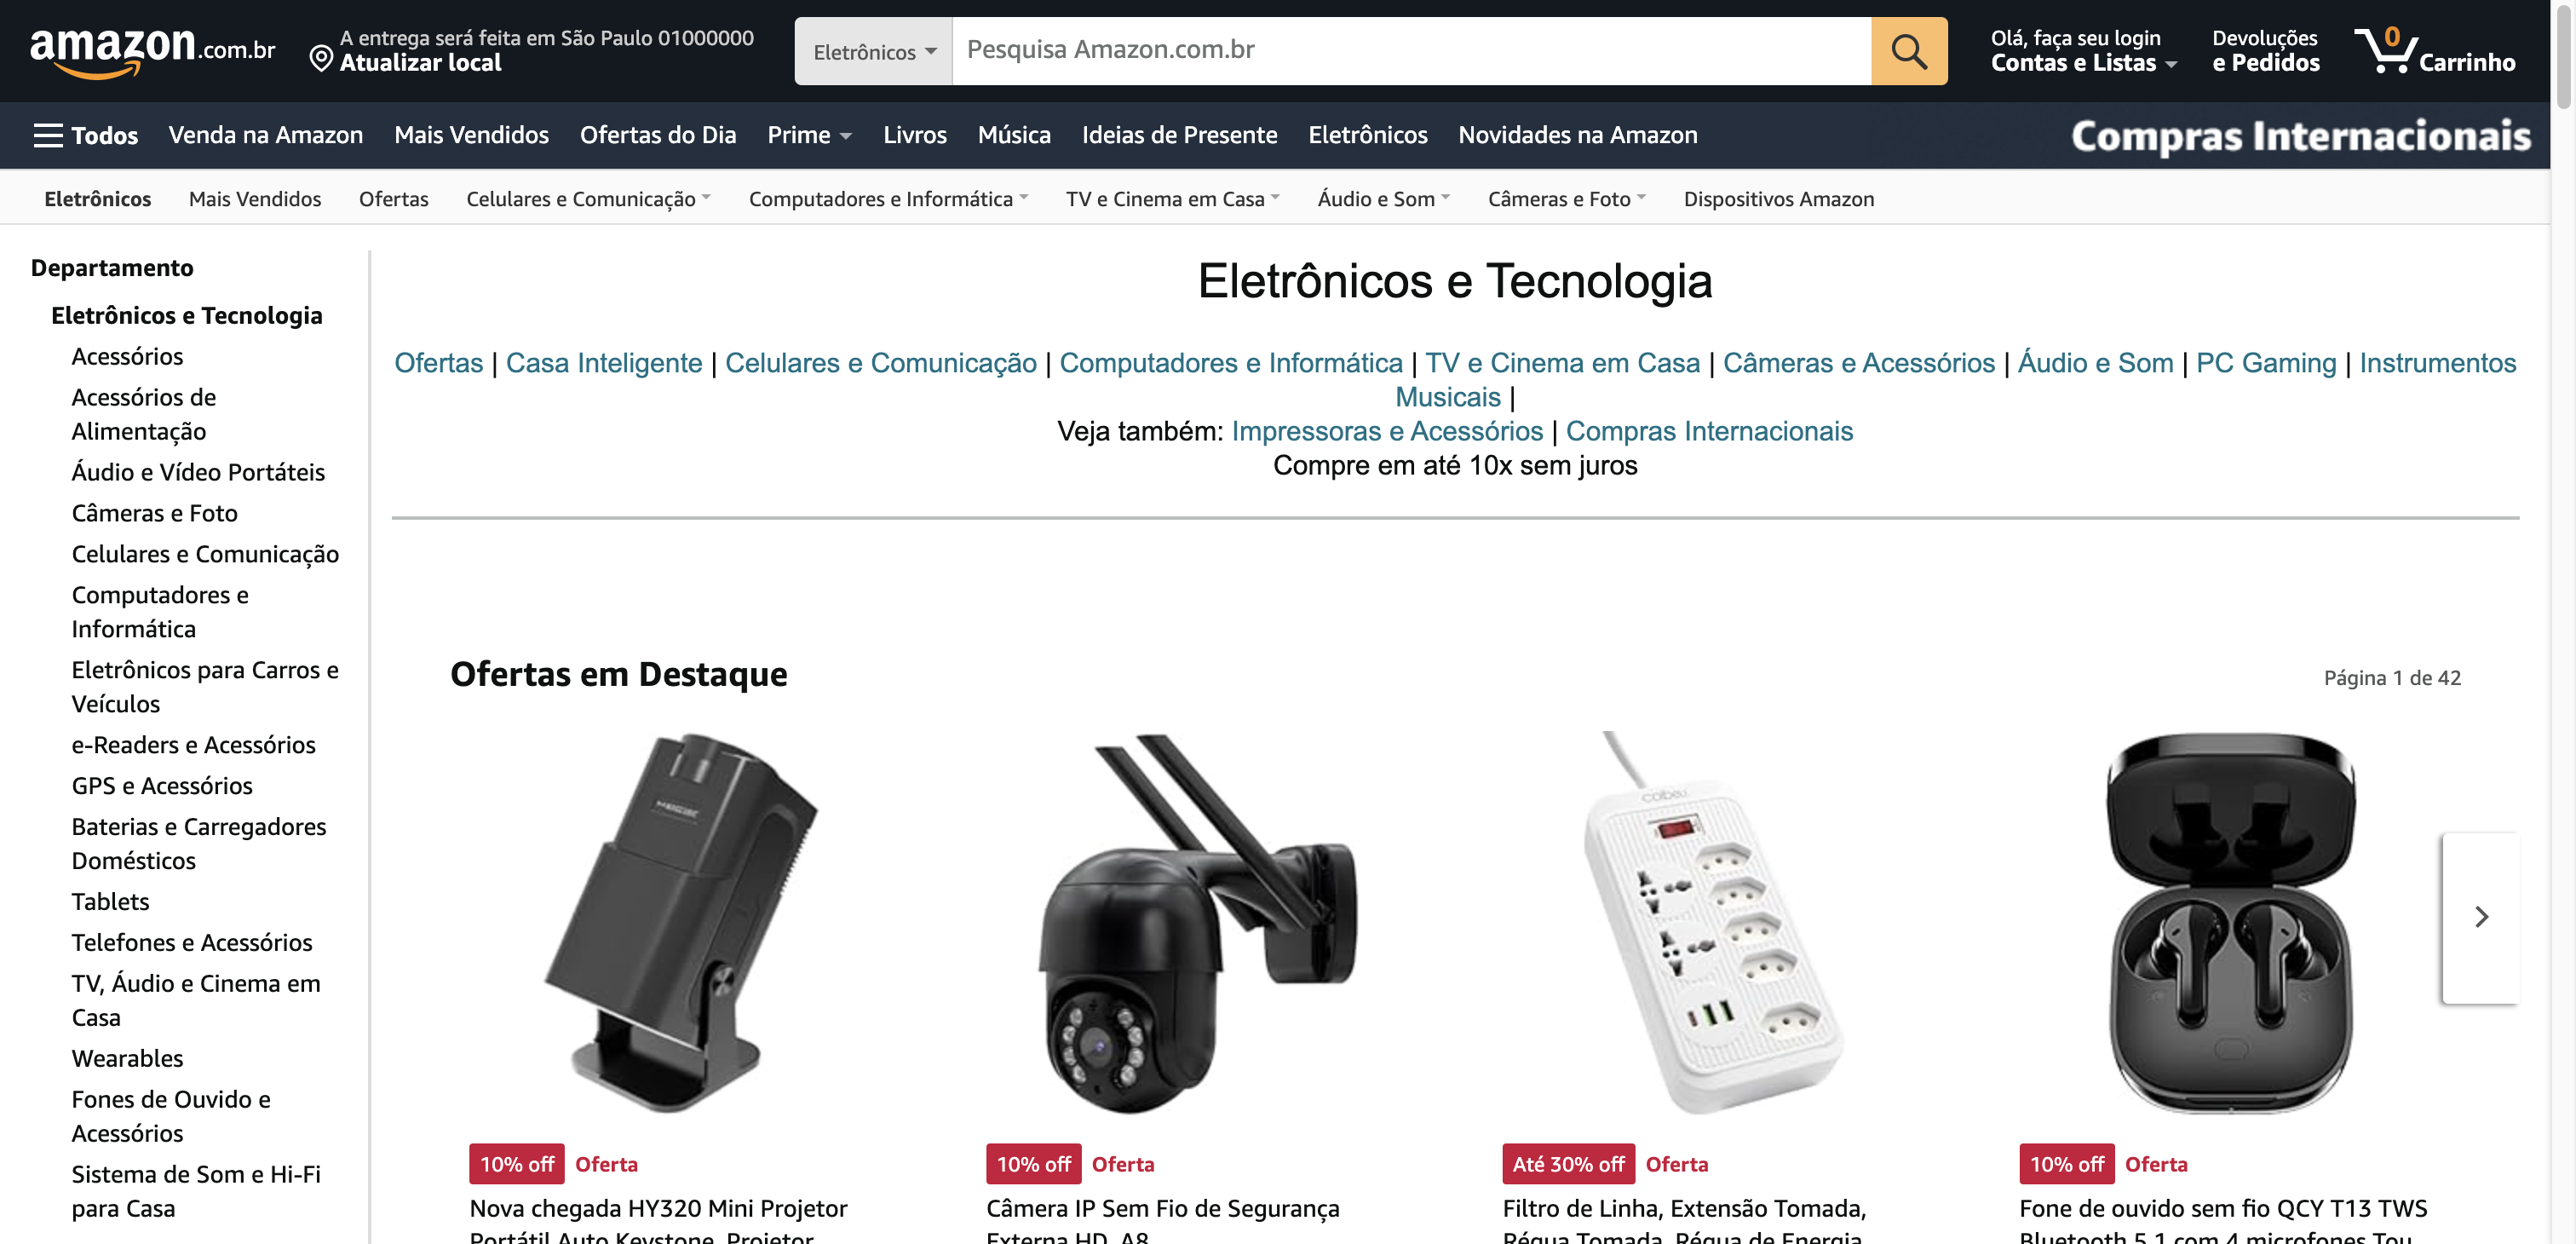 amazon.com.br
A entrega será feita em São Paulo 01000000
Atualizar local
Eletrônicos
Pesquisa Amazon.com.br
Olá, faça seu login
Contas e Listas
Devoluções
e Pedidos
0
Carrinho
Todos
Venda na Amazon
Mais Vendidos
Ofertas do Dia
Prime
Livros
Música
Ideias de Presente
Eletrônicos
Novidades na Amazon
Compras Internacionais
Eletrônicos
Mais Vendidos
Ofertas
Celulares e Comunicação
Computadores e Informática
TV e Cinema em Casa
Áudio e Som
Câmeras e Foto
Dispositivos Amazon
Departamento
Eletrônicos e Tecnologia
Acessórios
Acessórios de
Alimentação
Áudio e Vídeo Portáteis
Câmeras e Foto
Celulares e Comunicação
Computadores e
Informática
Eletrônicos para Carros e
Veículos
e-Readers e Acessórios
GPS e Acessórios
Baterias e Carregadores
Domésticos
Tablets
Telefones e Acessórios
TV, Áudio e Cinema em
Casa
Wearables
Fones de Ouvido e
Acessórios
Sistema de Som e Hi-Fi
para Casa
Eletrônicos e Tecnologia
Ofertas | Casa Inteligente | Celulares e Comunicação | Computadores e Informática | TV e Cinema em Casa | Câmeras e Acessórios | Áudio e Som | PC Gaming | Instrumentos
Musicais |
Veja também: Impressoras e Acessórios | Compras Internacionais
Compre em até 10x sem juros
Ofertas em Destaque
Página 1 de 42
10% off Oferta
Nova chegada HY320 Mini Projetor
Portátil Auto Keystone, Projetor
10% off Oferta
Câmera IP Sem Fio de Segurança
Externa HD, A8
Até 30% off Oferta
Filtro de Linha, Extensão Tomada,
Régua Tomada, Régua de Energia
10% off Oferta
Fone de ouvido sem fio QCY T13 TWS
Bluetooth 5.1 com 4 microfones Tou